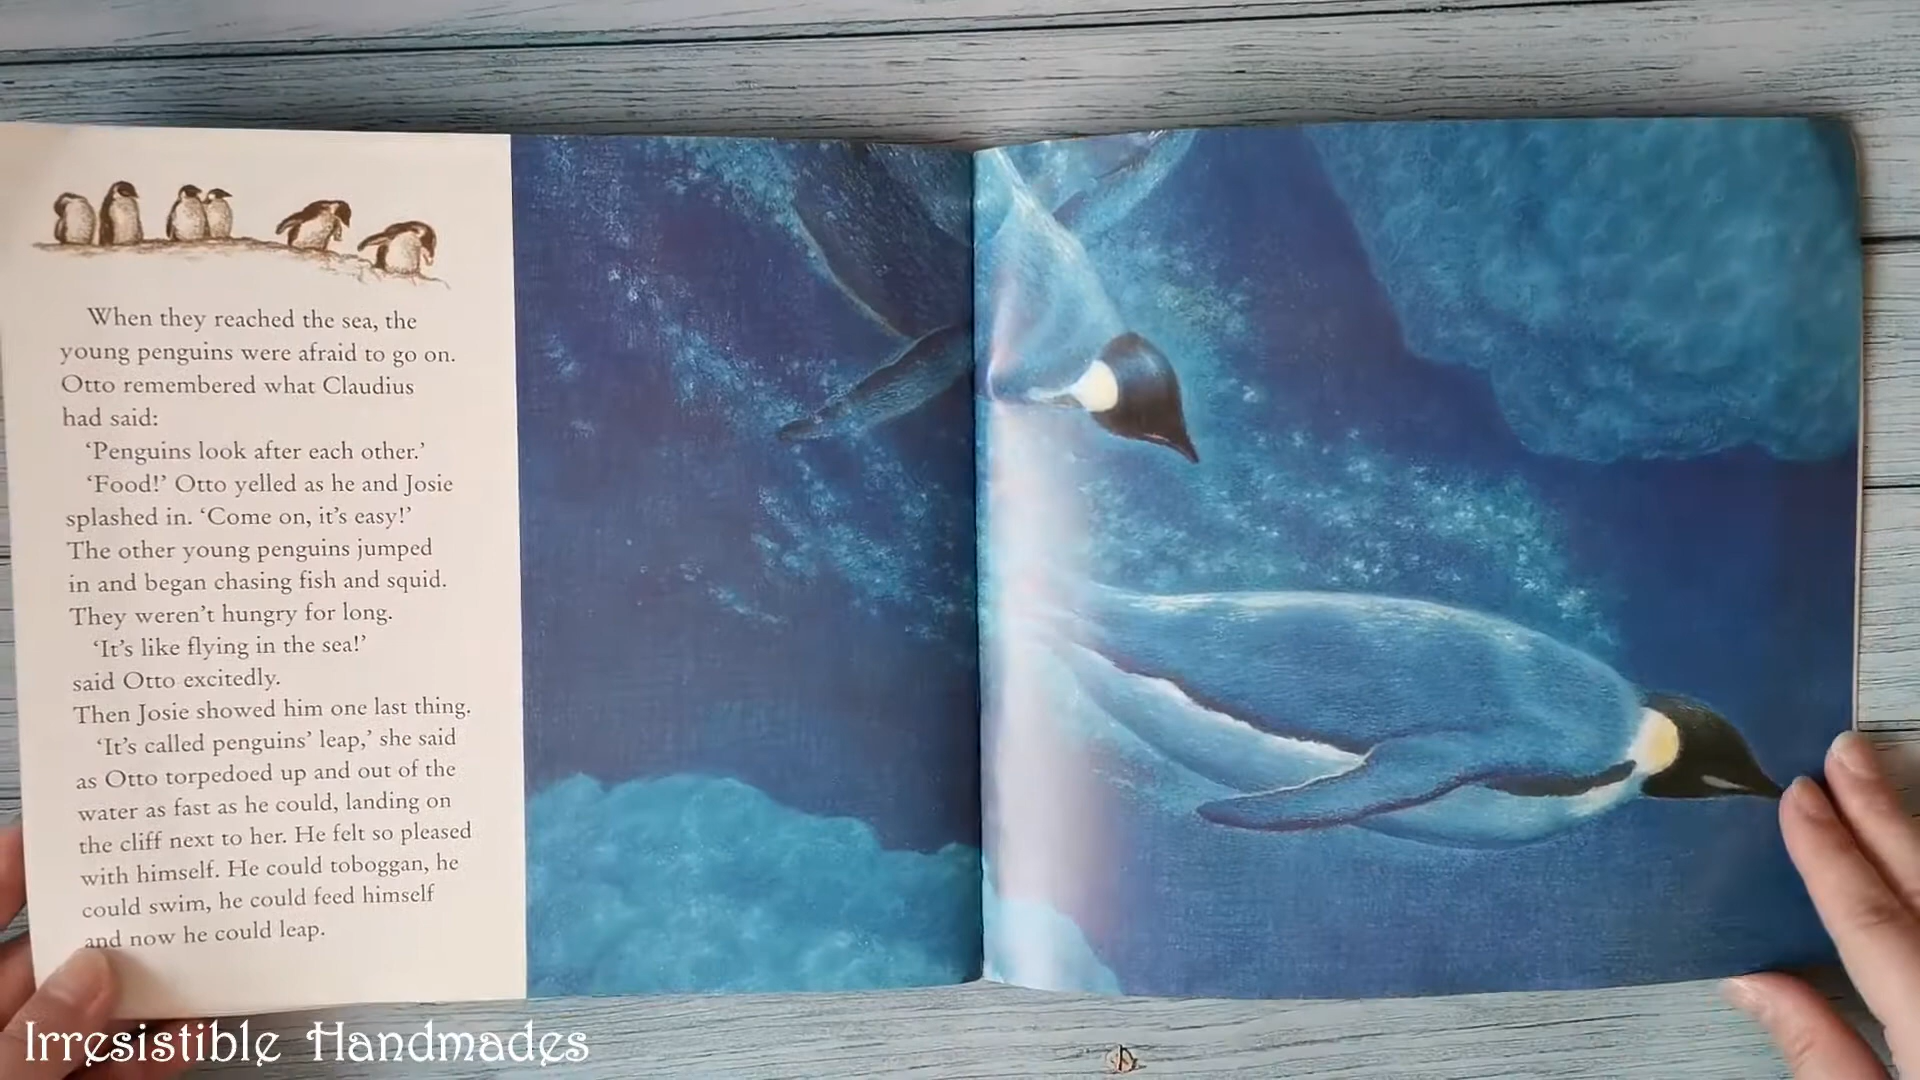 When they reached the sea, the
young penguins were afraid to go on.
Otto remembered what Claudius
had said:
‘Penguins look after each other.’
‘Food!’ Otto yelled as he and Josie
splashed in. ‘Come on, it’s easy!’
The other young penguins jumped
in and began chasing fish and squid.
They weren’t hungry for long.
‘It’s like flying in the sea!’
said Otto excitedly.
Then Josie showed him one last thing.
‘It’s called penguins’ leap,’ she said
as Otto torpedoed up and out of the
water as fast as he could, landing on
the cliff next to her. He felt so pleased
with himself. He could toboggan, he
could swim, he could feed himself
and now he could leap.
Irresistible Handmades